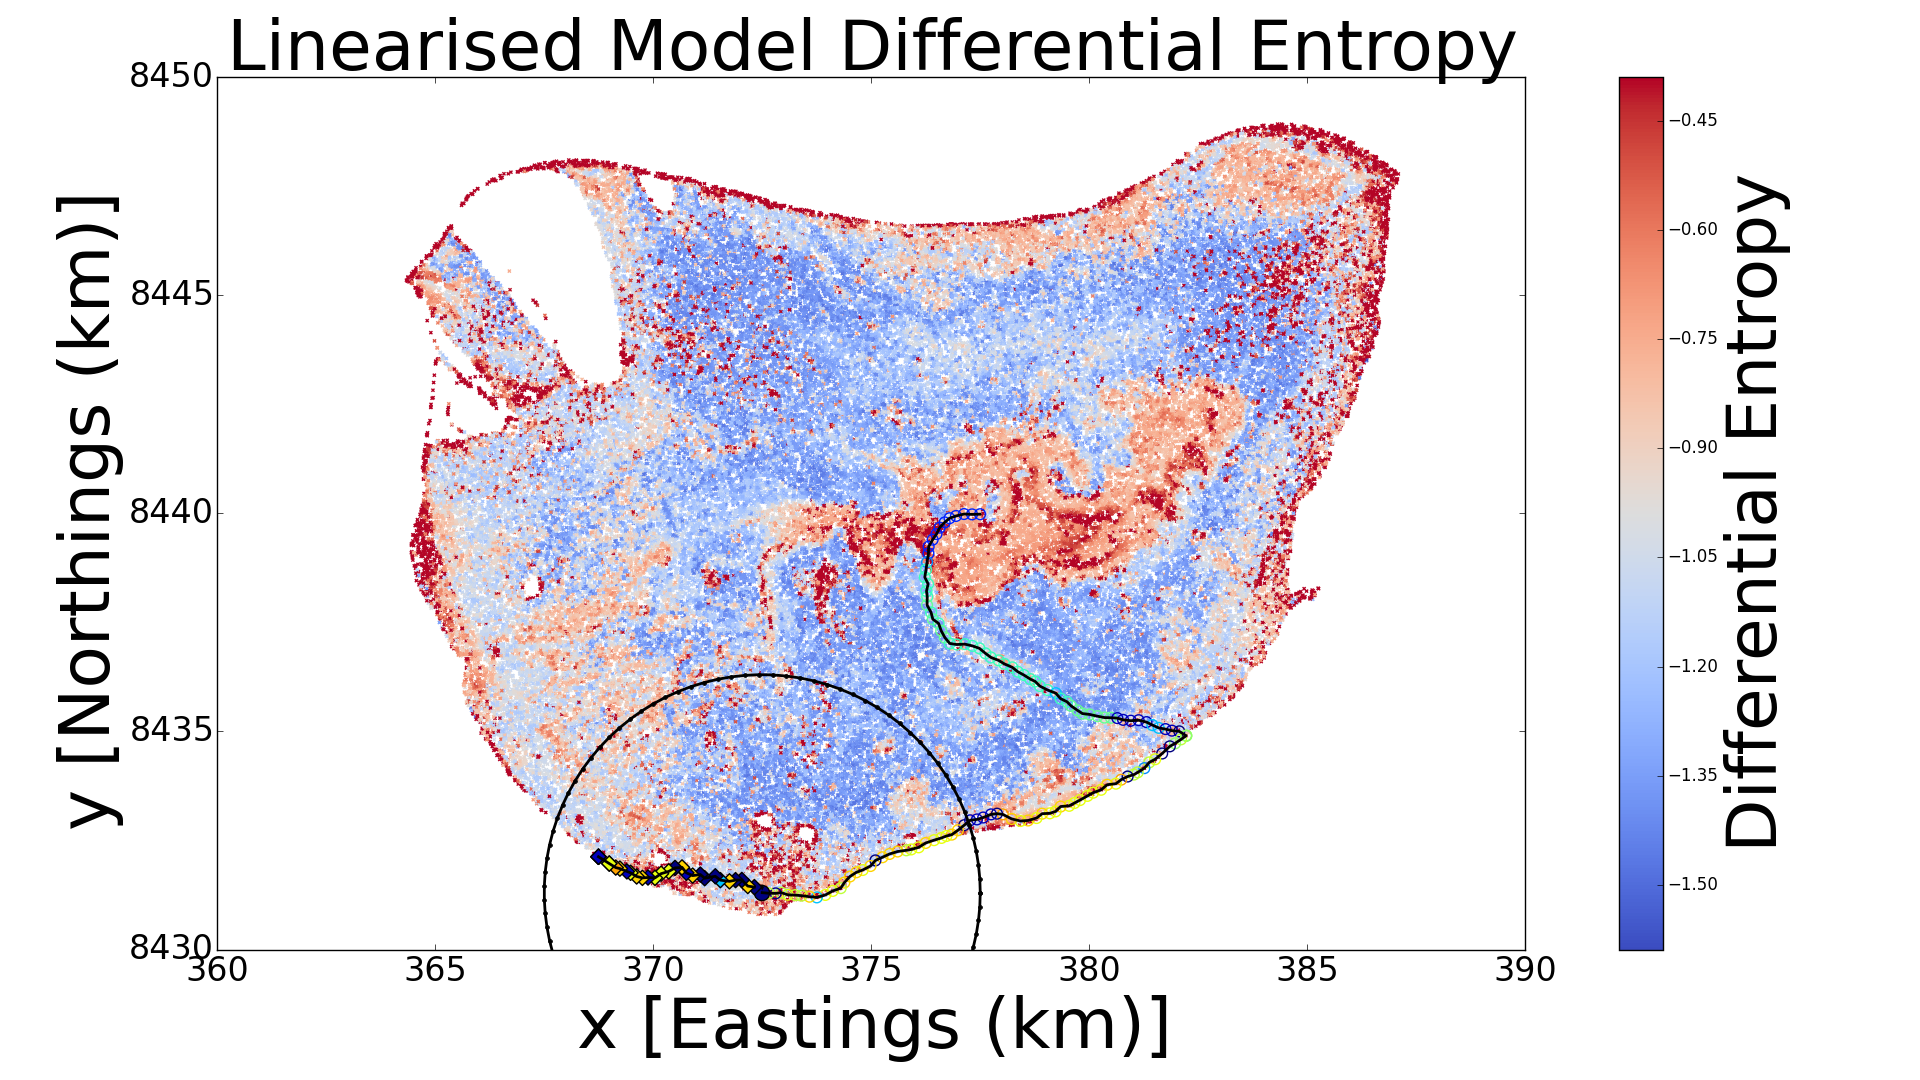 Linearised Model Differential Entropy
8450
8445
8440
8435
8430
y [Northings (km)]
360 365 370 375 380 385 390
x [Eastings (km)]
−0.45
−0.60
−0.75
−0.90
−1.05
−1.20
−1.35
−1.50
Differential Entropy